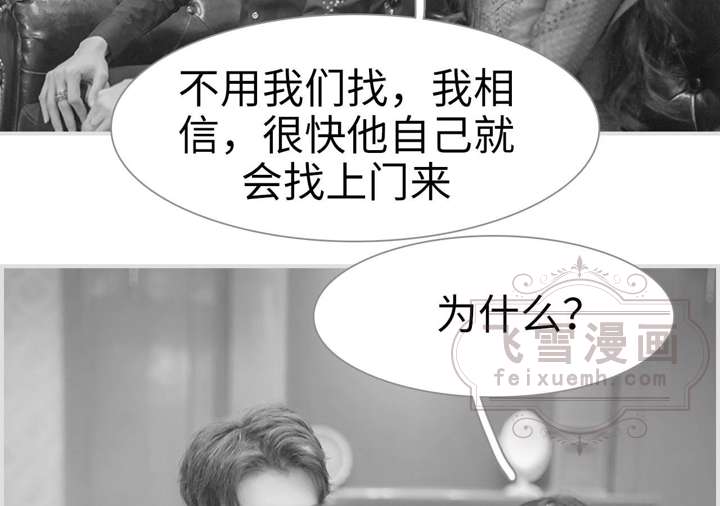 不用我们找，我相
信，很快他自己就
会找上门来
为什么？
飞雪漫画
feixuemh.com